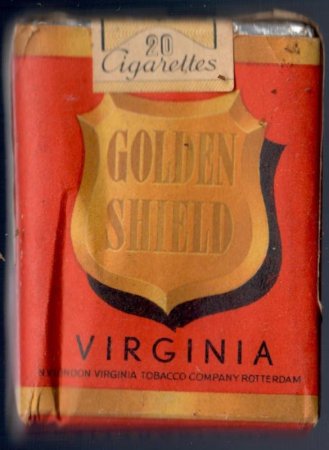 20
Cigarettes
GOLDEN
SHIELD
VIRGINIA
LONDON VIRGINIA TOBACCO COMPANY ROTTERDAM